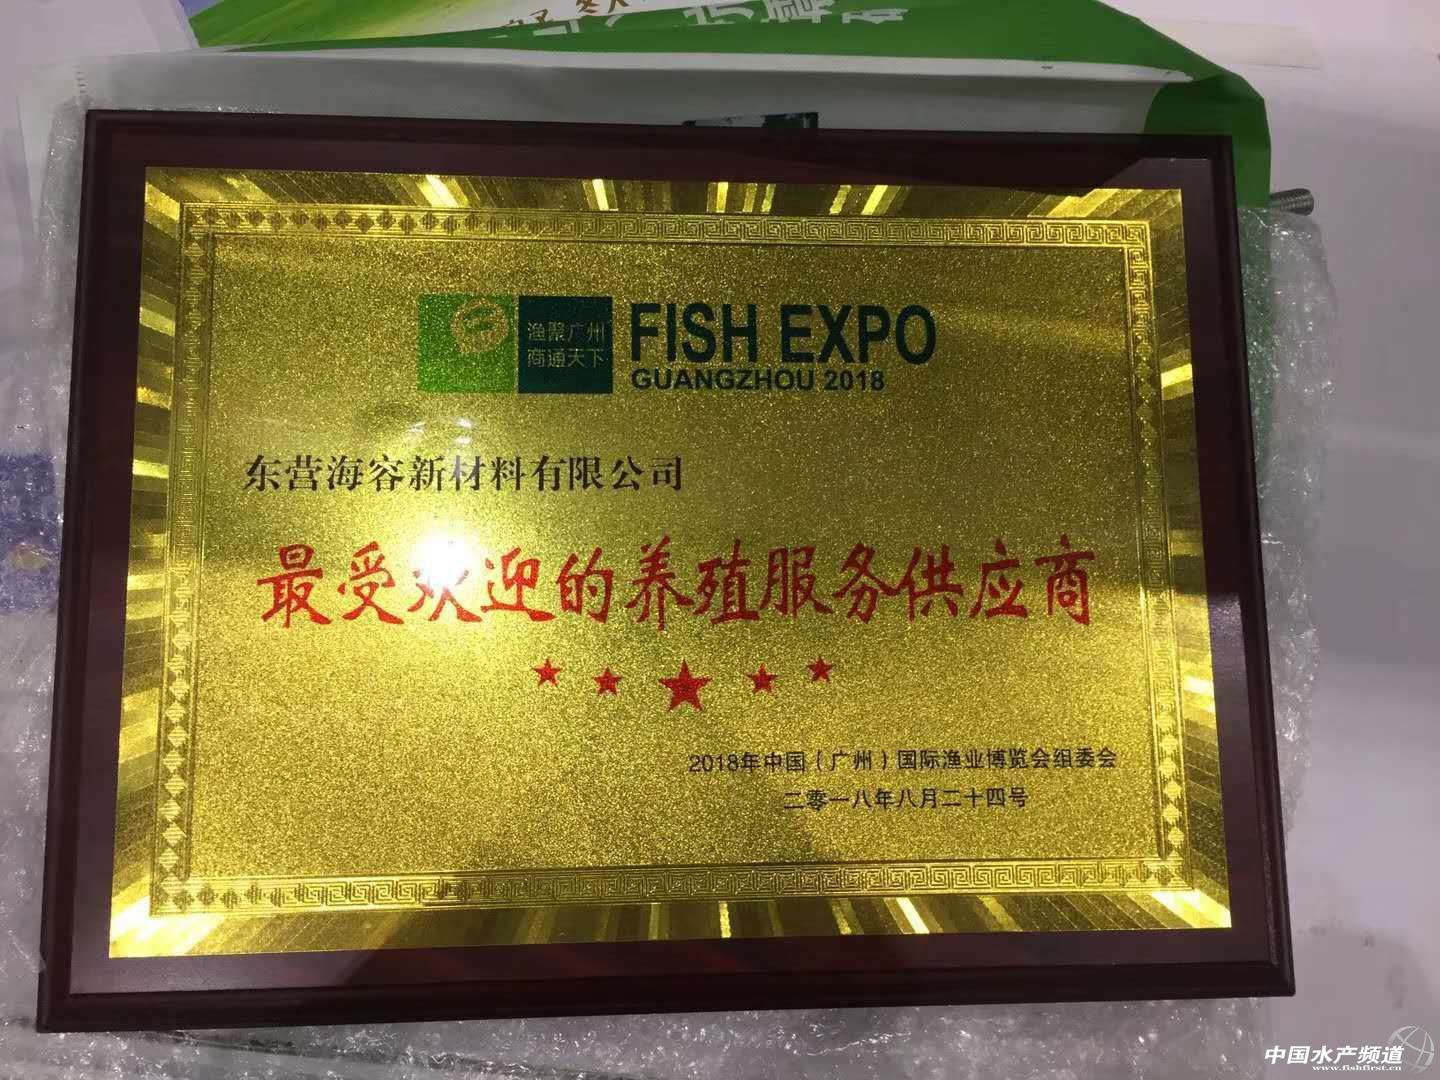 渔聚广州
商通天下
FISH EXPO
GUANGZHOU 2018
东营海容新材料有限公司
最受欢迎的养殖服务供应商
2018年中国（广州）国际渔业博览会组委会
二零一八年八月二十四号
中国水产频道
www.fishfirst.cn